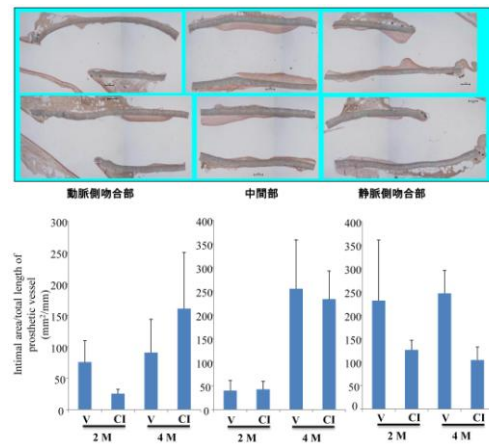 動脈側吻合部
中間部
静脈側吻合部
Intimal area/total length of
prosthetic vessel
(mm²/mm)
300
250
200
150
100
50
0
V CI V CI
2 M 4 M
400
350
300
250
200
150
100
50
0
V CI V CI
2 M 4 M
400
350
300
250
200
150
100
50
0
V CI V CI
2 M 4 M